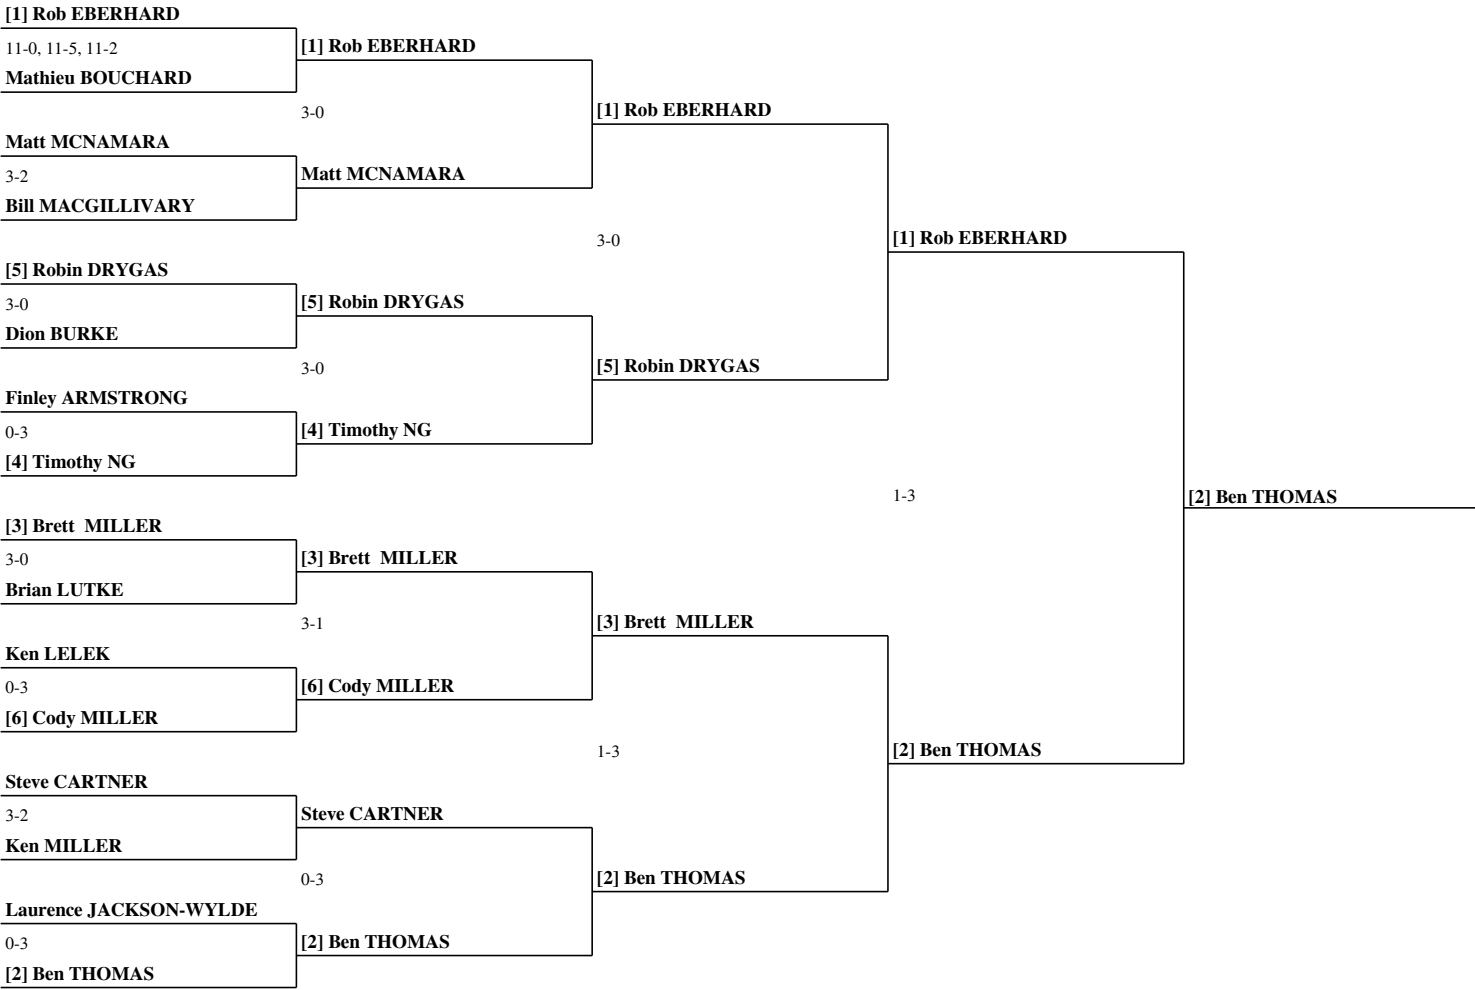 [1] Rob EBERHARD
11-0, 11-5, 11-2
Mathieu BOUCHARD
Matt MCNAMARA
3-2
Bill MACGILLIVARY
[5] Robin DRYGAS
3-0
Dion BURKE
Finley ARMSTRONG
0-3
[4] Timothy NG
[3] Brett  MILLER
3-0
Brian LUTKE
Ken LELEK
0-3
[6] Cody MILLER
Steve CARTNER
3-2
Ken MILLER
Laurence JACKSON-WYLDE
0-3
[2] Ben THOMAS
[1] Rob EBERHARD
3-0
Matt MCNAMARA
[5] Robin DRYGAS
3-0
[4] Timothy NG
[3] Brett  MILLER
3-1
[6] Cody MILLER
Steve CARTNER
0-3
[2] Ben THOMAS
[1] Rob EBERHARD
3-0
[5] Robin DRYGAS
[3] Brett  MILLER
1-3
[2] Ben THOMAS
[1] Rob EBERHARD
1-3
[2] Ben THOMAS
[2] Ben THOMAS